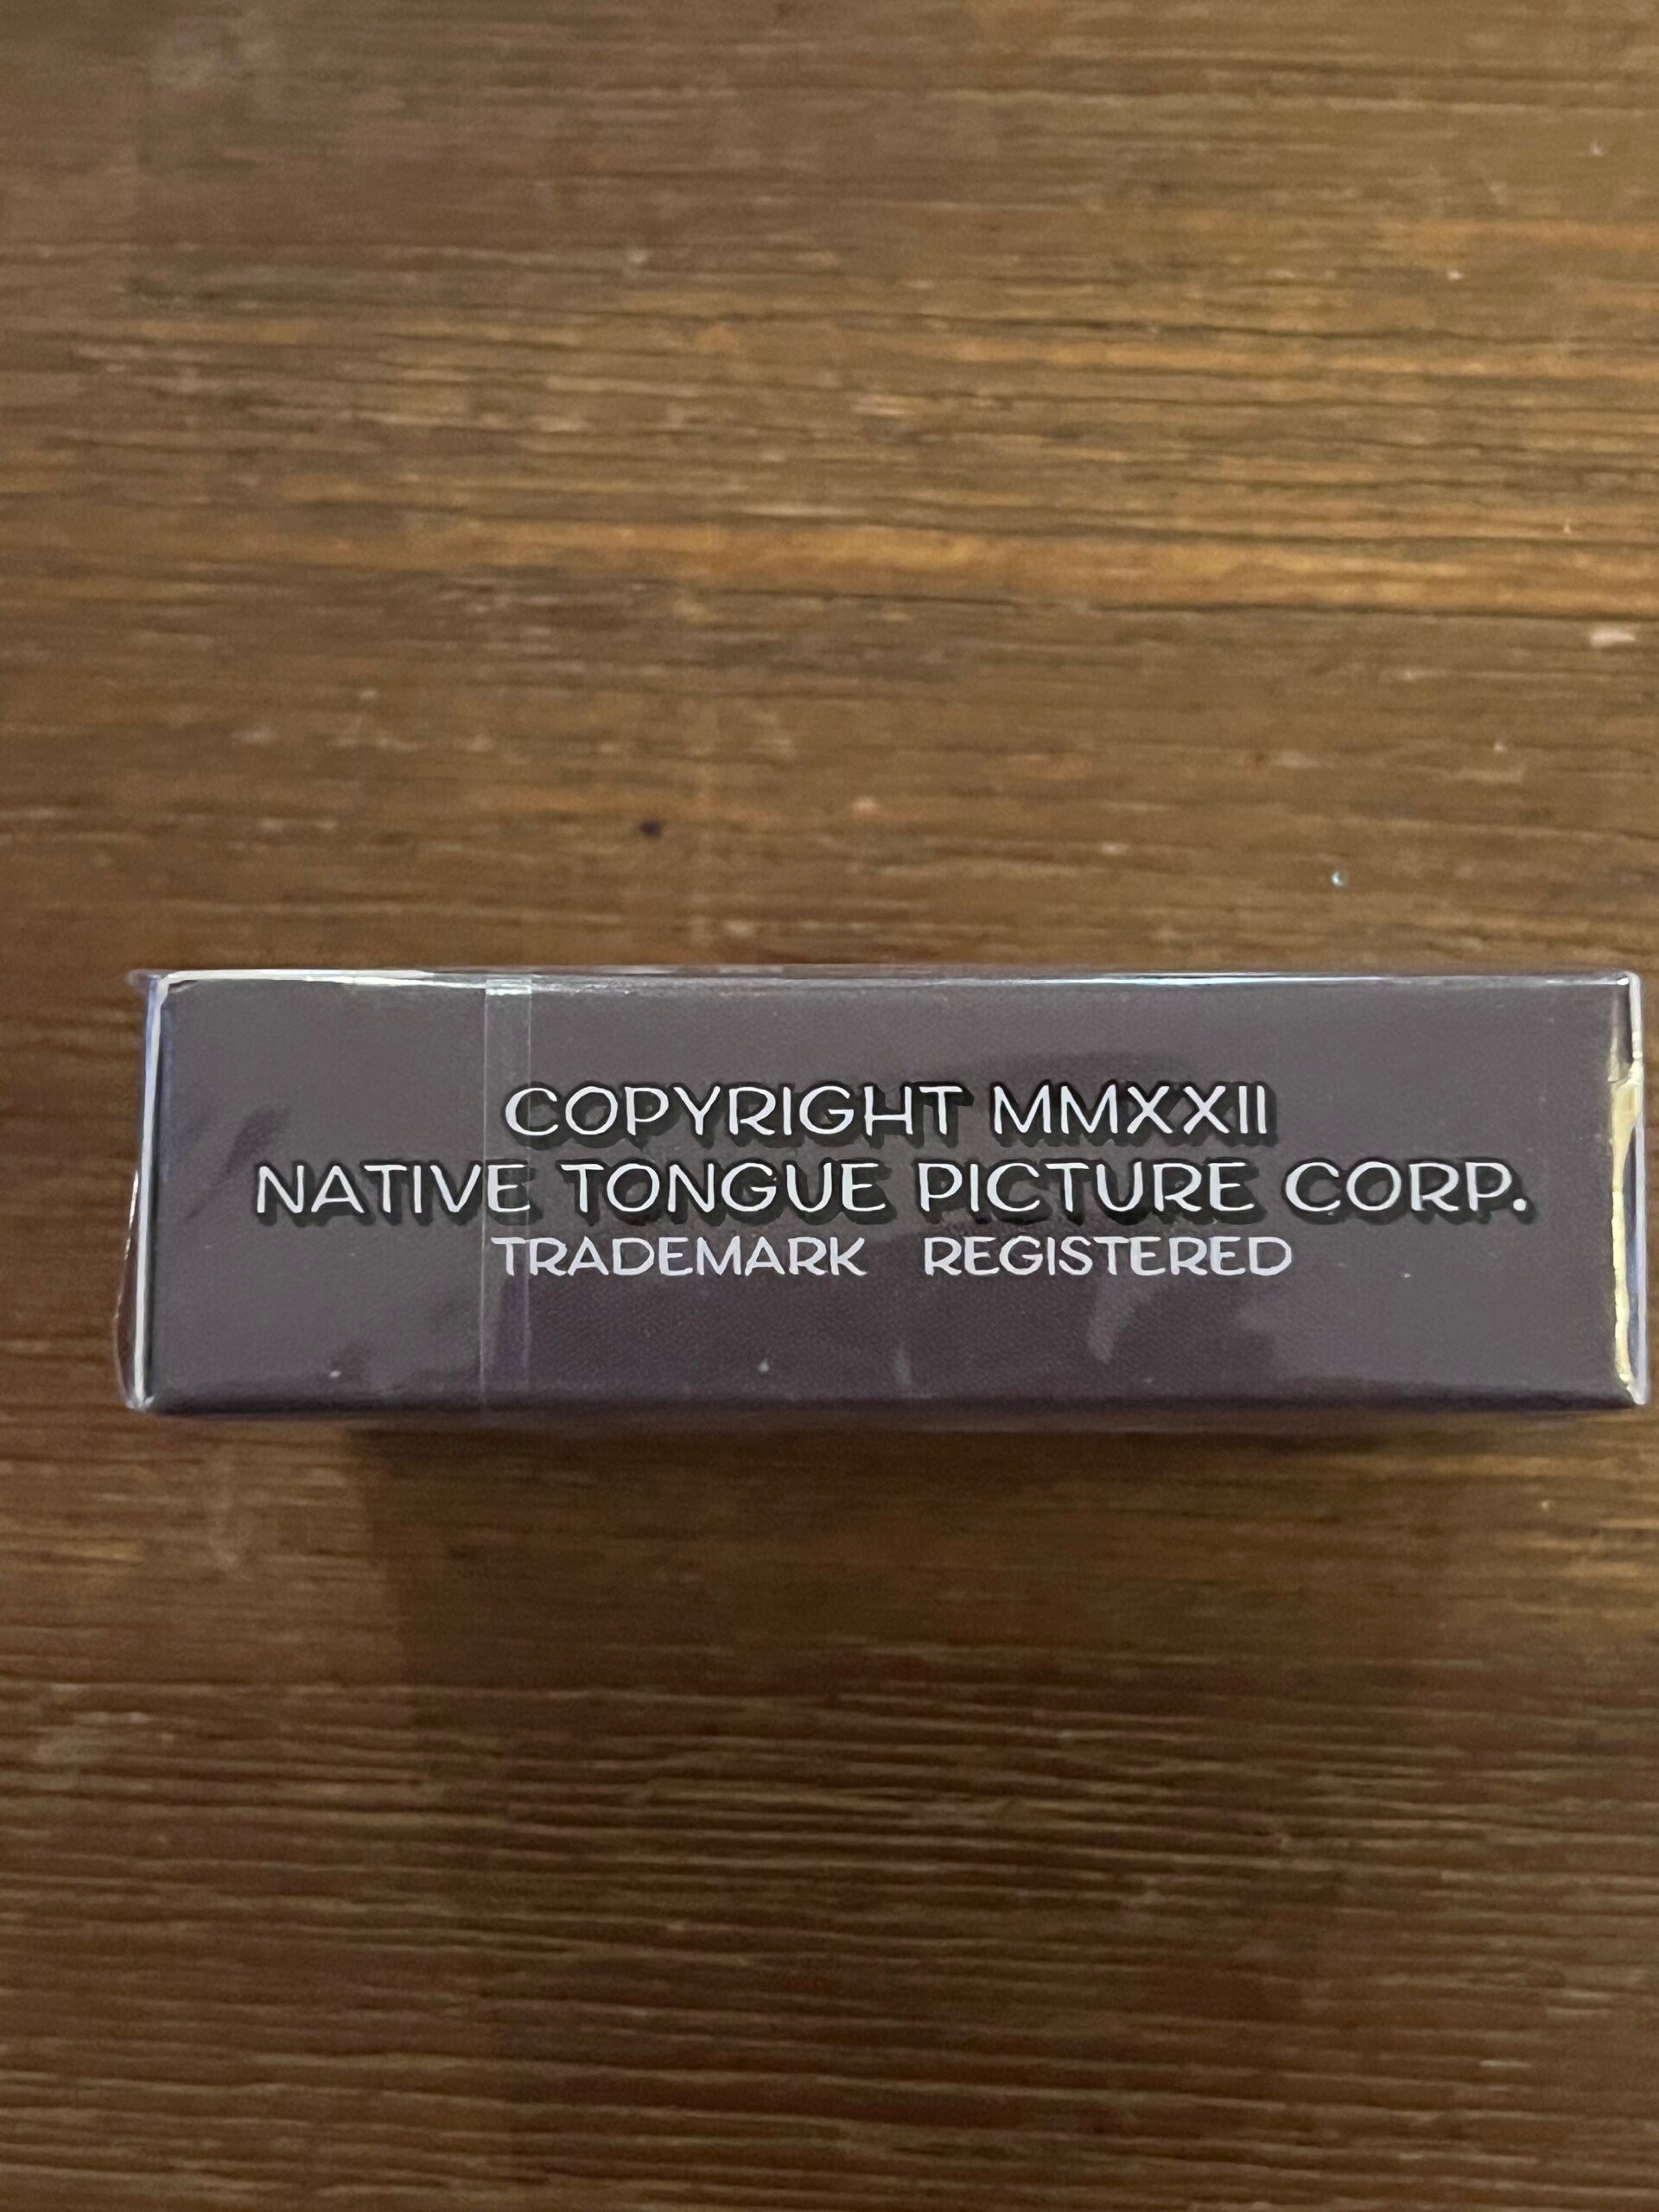 COPYRIGHT MMXXII
NATIVE TONGUE PICTURE CORP.
TRADEMARK REGISTERED